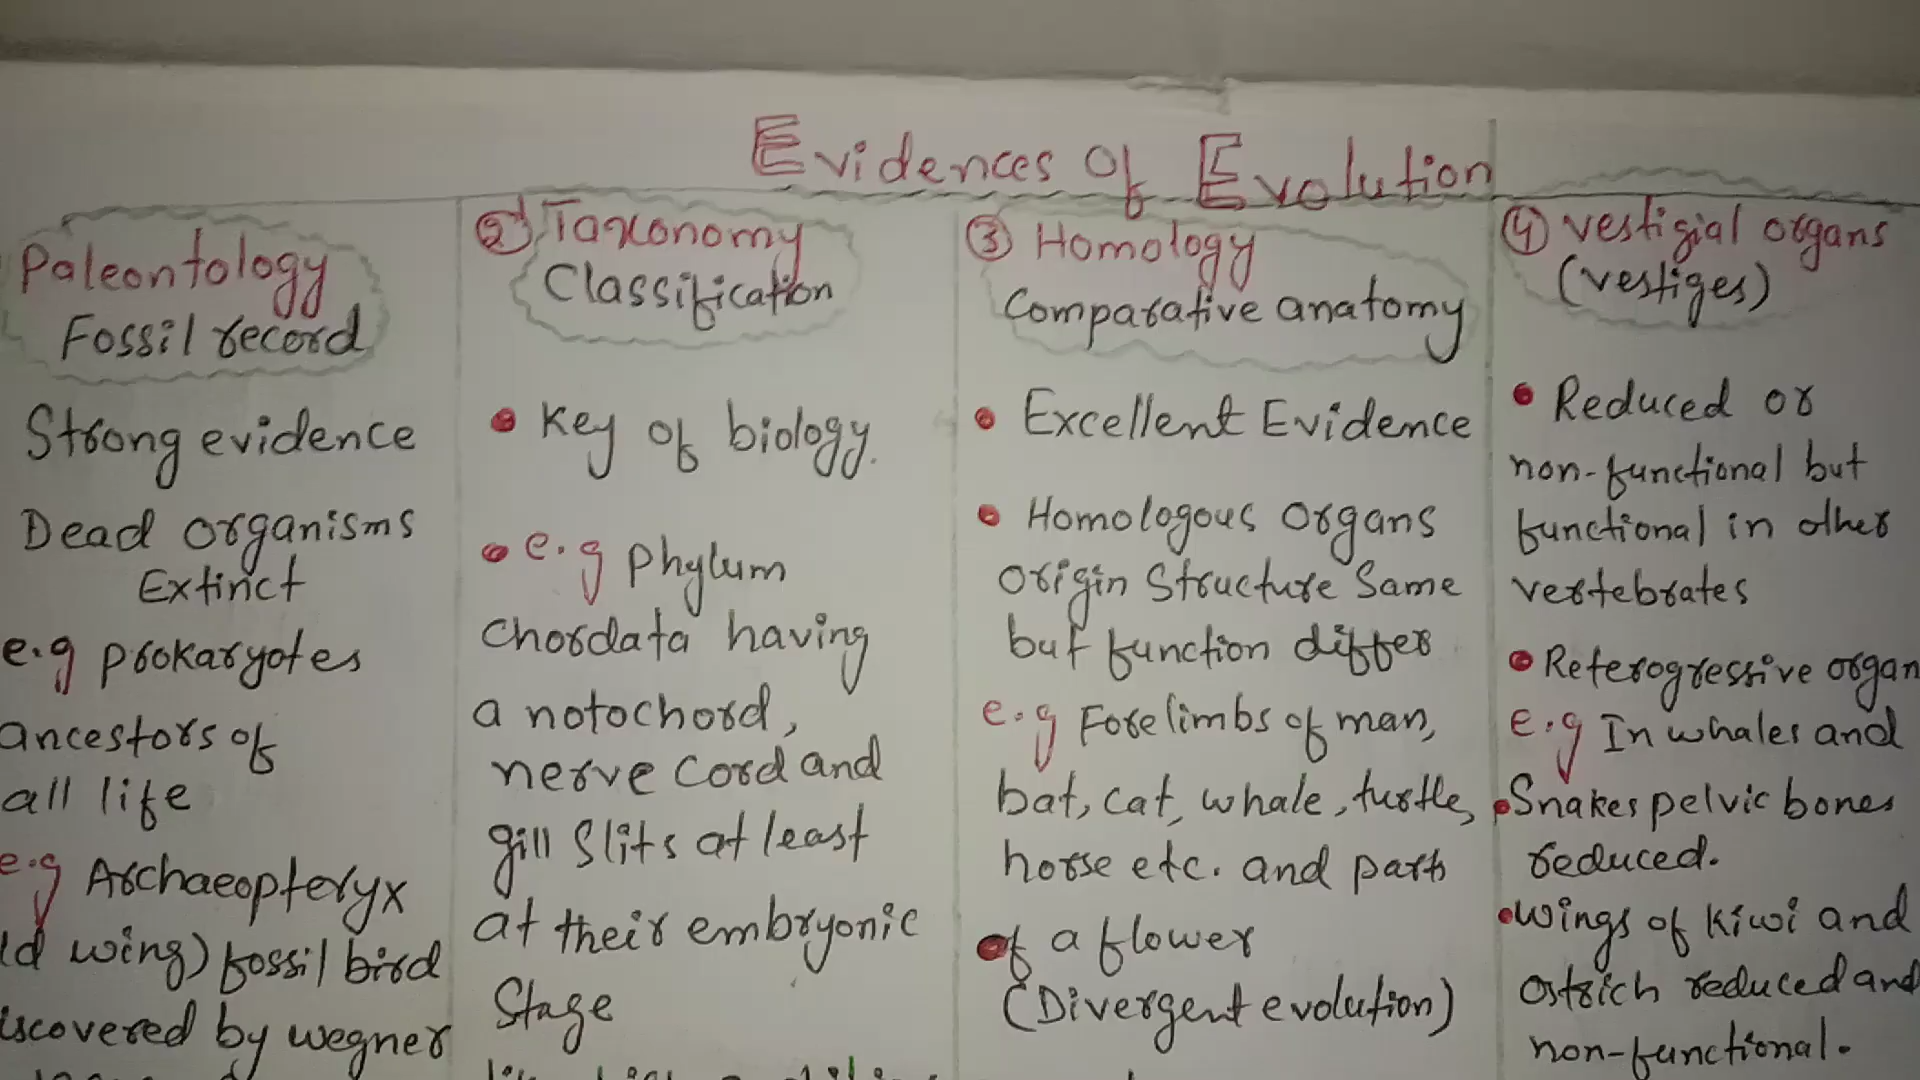 Evidences of Evolution
Paleontology
Fossil record
Strong evidence
Dead organisms
Extinct
e.g prokaryotes
ancestors of
all life
e.g Archaeopteryx
ld wing) fossil bird
iscovered by wegner
② Taxonomy
Classification
• Key of biology.
• e.g phylum
chordata having
a notochord,
nerve cord and
gill slits at least
at their embryonic
Stage
③ Homology
Comparative anatomy
• Excellent Evidence
• Homologous organs
origin structure same
but function differ
e.g Forelimbs of man,
bat, cat, whale, turtle,
horse etc. and parts
of a flower
(Divergent evolution)
④ vestigial organs
(vestiges)
• Reduced or
non-functional but
functional in other
vertebrates
• Reterogressive organ
e.g In whales and
• Snakes pelvic bones
reduced.
• wings of kiwi and
ostrich reduced and
non-functional.